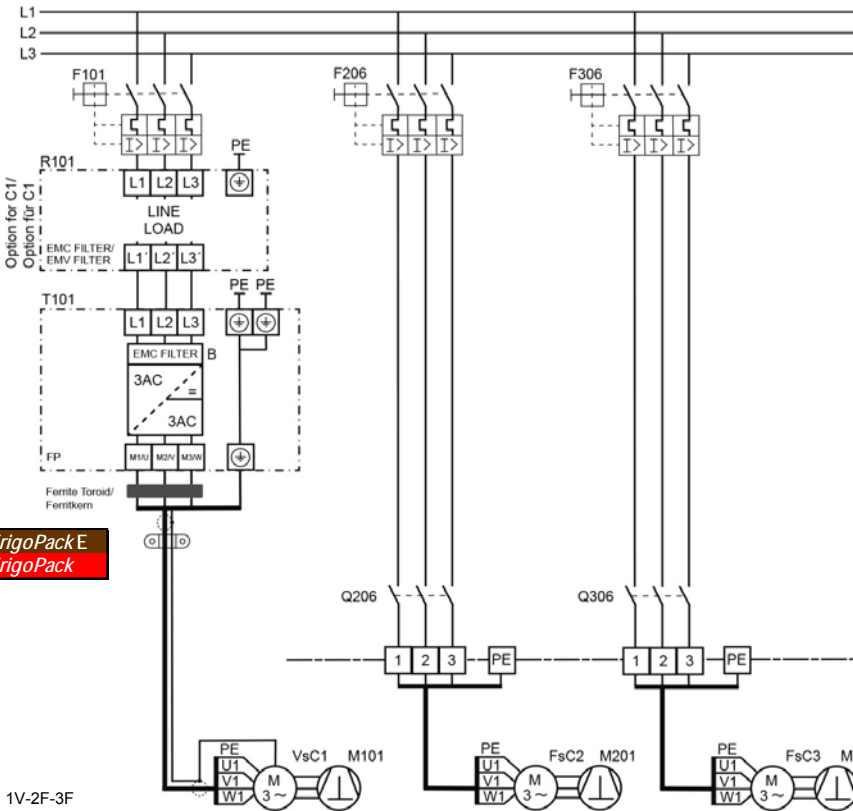 L1
L2
L3
F101
F206
F306
I> I> I>
I> I> I>
I> I> I>
PE
R101
L1 L2 L3
LINE
LOAD
Option for C1/
Option für C1
EMC FILTER/
EMV FILTER
L1´ L2´ L3´
PE PE
T101
L1 L2 L3
EMC FILTER B
3AC
=
3AC
FP
M1/U M2/V M3/W
Ferrite Toroid/
Ferritkern
rigoPack E
rigoPack
Q206
Q306
1 2 3 PE
1 2 3 PE
PE
U1
V1
W1
M
3~
VsC1 M101
PE
U1
V1
W1
M
3~
FsC2 M201
PE
U1
V1
W1
M
3~
FsC3 M
1V-2F-3F